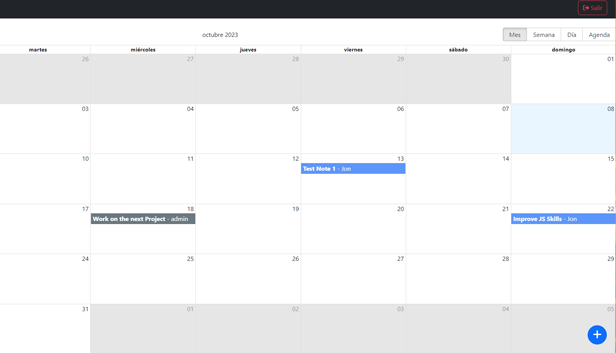 Salir
octubre 2023
Mes Semana Día Agenda
martes miércoles jueves viernes sábado domingo
26 27 28 29 30 01
03 04 05 06 07 08
10 11 12 13 14 15
Test Note 1 - Jon
17 18 19 20 21 22
Work on the next Project - admin Improve JS Skills - Jon
24 25 26 27 28 29
31 01 02 03 04 05